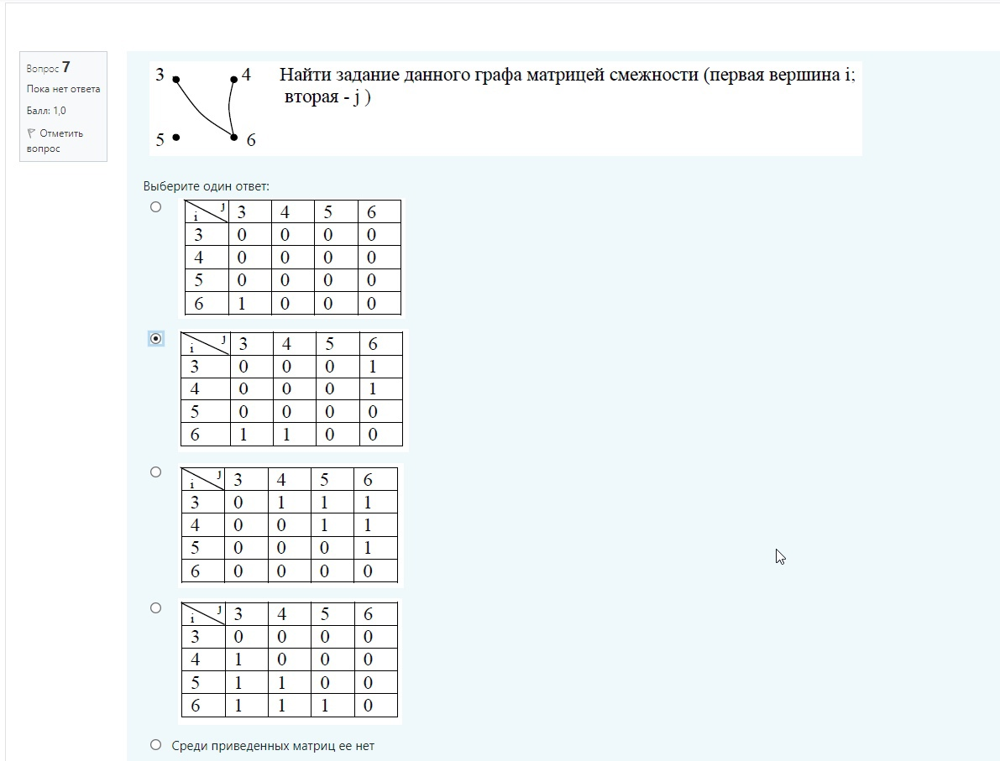 Вопрос 7
Пока нет ответа
Балл: 1,0
Отметить
вопрос
3 4
5 6
Найти задание данного графа матрицей смежности (первая вершина i;
вторая - j )
Выберите один ответ:
i J 3 4 5 6
3 0 0 0 0
4 0 0 0 0
5 0 0 0 0
6 1 0 0 0
i J 3 4 5 6
3 0 0 0 1
4 0 0 0 1
5 0 0 0 0
6 1 1 0 0
i J 3 4 5 6
3 0 1 1 1
4 0 0 1 1
5 0 0 0 1
6 0 0 0 0
i J 3 4 5 6
3 0 0 0 0
4 1 0 0 0
5 1 1 0 0
6 1 1 1 0
Среди приведенных матриц ее нет